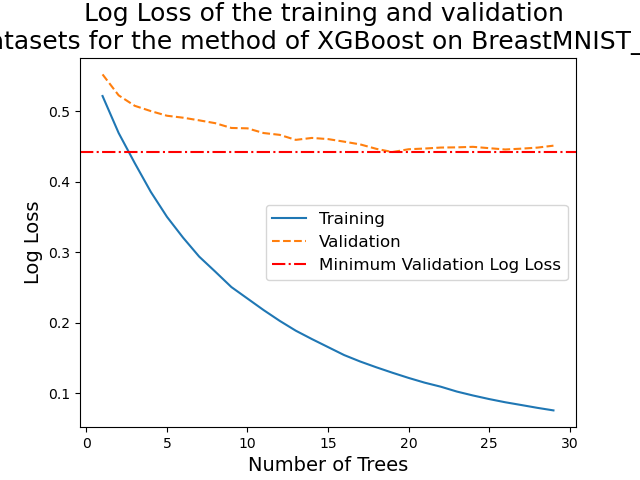 Log Loss of the training and validation
atasets for the method of XGBoost on BreastMNIST_
0.5
0.4
0.3
0.2
0.1
Log Loss
Training
Validation
Minimum Validation Log Loss
0 5 10 15 20 25 30
Number of Trees